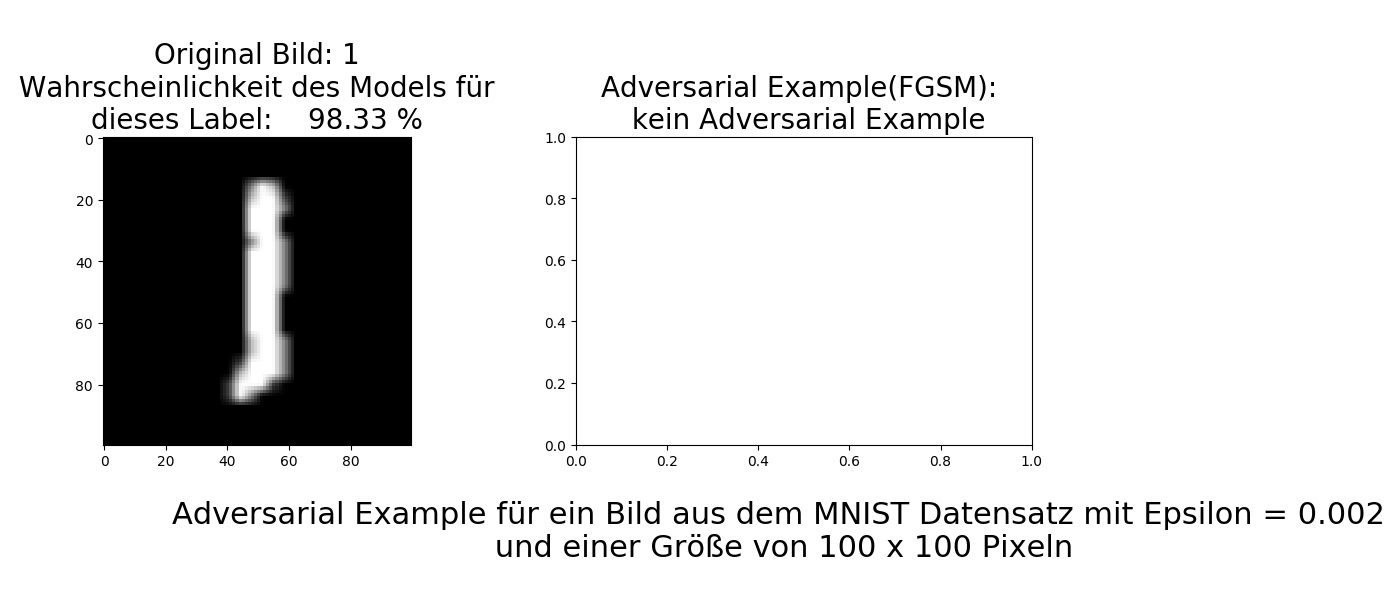 Original Bild: 1
Wahrscheinlichkeit des Models für
dieses Label:    98.33 %
0
20
40
60
80
0 20 40 60 80
Adversarial Example(FGSM):
kein Adversarial Example
1.0
0.8
0.6
0.4
0.2
0.0
0.0 0.2 0.4 0.6 0.8 1.0
Adversarial Example für ein Bild aus dem MNIST Datensatz mit Epsilon = 0.002
und einer Größe von 100 x 100 Pixeln